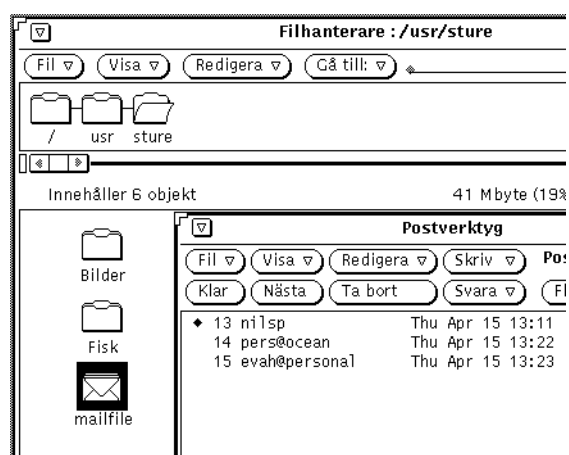 Filhanterare : /usr/sture
Fil Visa Redigera Gå till:
/ usr sture
Innehåller 6 objekt 41 Mbyte (19%
Bilder
Fisk
mailfile
Postverktyg
Fil Visa Redigera Skriv
Klar Nästa Ta bort Svara
13 nilsp Thu Apr 15 13:11
14 pers@ocean Thu Apr 15 13:22
15 evah@personal Thu Apr 15 13:23